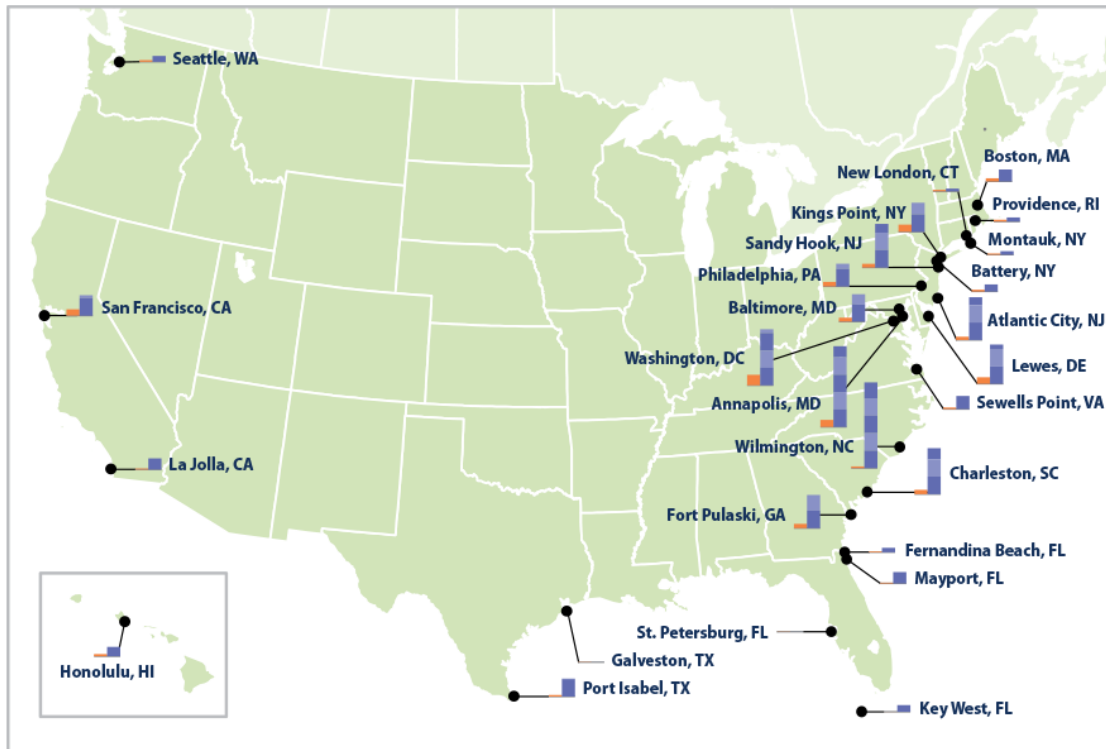 Seattle, WA
Boston, MA
New London, CT
Providence, RI
Kings Point, NY
Montauk, NY
Sandy Hook, NJ
Battery, NY
Philadelphia, PA
Baltimore, MD
San Francisco, CA
Atlantic City, NJ
Washington, DC
Lewes, DE
Annapolis, MD
Sewells Point, VA
Wilmington, NC
La Jolla, CA
Charleston, SC
Fort Pulaski, GA
Fernandina Beach, FL
Mayport, FL
St. Petersburg, FL
Galveston, TX
Honolulu, HI
Port Isabel, TX
Key West, FL